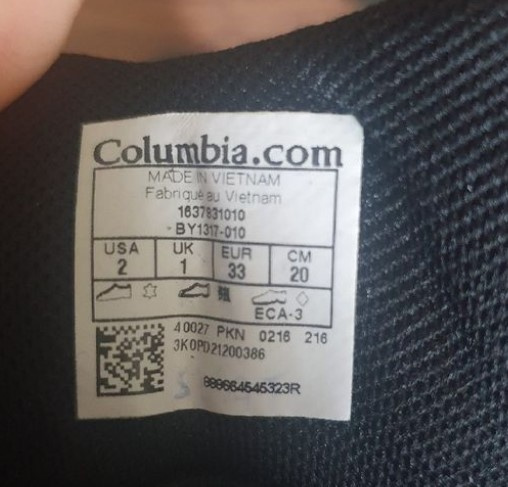 Columbia.com
MADE IN VIETNAM
Fabriqué au Vietnam
1637831010
-BY1317-010
USA UK EUR CM
2 1 33 20
ECA-3
40027 PKN 0216 216
3K0PD21200386
888664545323R